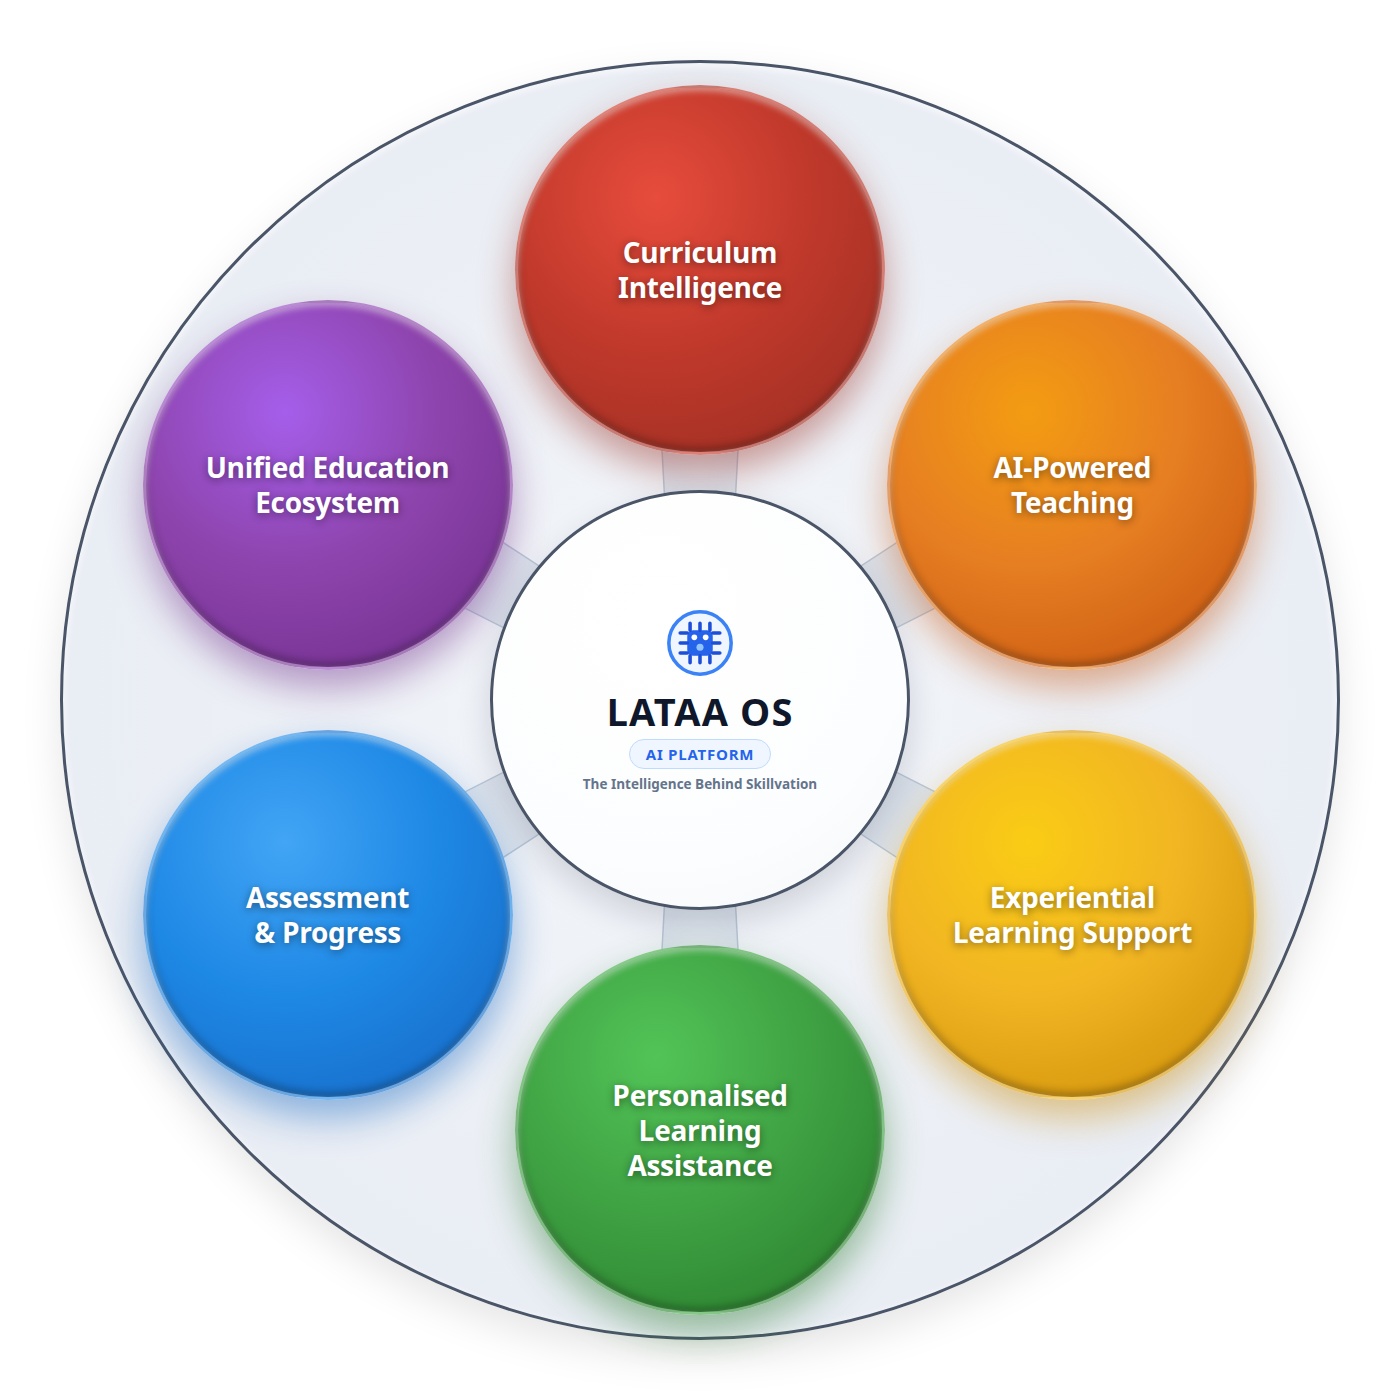 Curriculum
Intelligence
Unified Education
Ecosystem
AI-Powered
Teaching
LATAA OS
AI PLATFORM
The Intelligence Behind Skillvation
Assessment
& Progress
Experiential
Learning Support
Personalised
Learning
Assistance